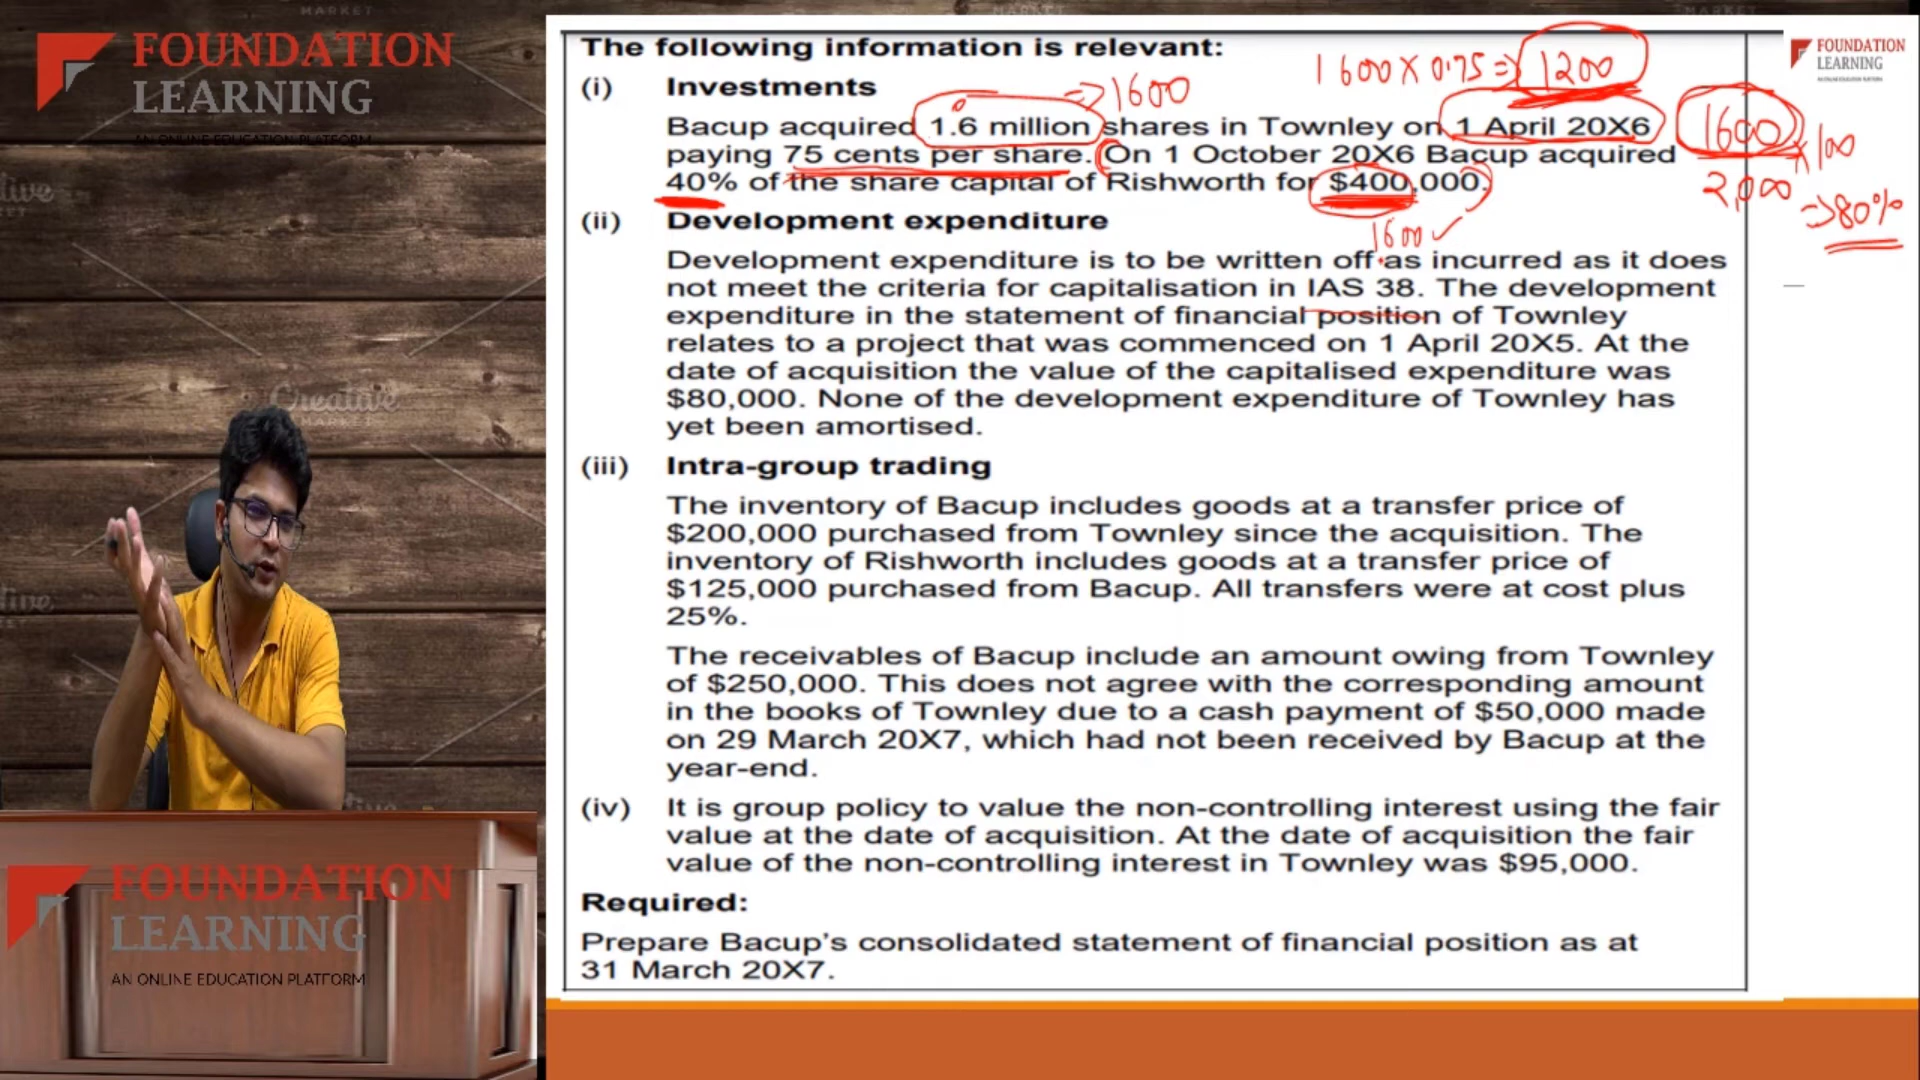 FOUNDATION
LEARNING
AN ONLINE EDUCATION PLATFORM
Creative
MARKET
FOUNDATION
LEARNING
AN ONLINE EDUCATION PLATFORM
The following information is relevant:
1600 X 0.75 => 1200
(i) Investments
=> 1600
Bacup acquired 1.6 million shares in Townley on 1 April 20X6
paying 75 cents per share. On 1 October 20X6 Bacup acquired
40% of the share capital of Rishworth for $400,000.
1600
1600 x 100
2,000
=> 80%
(ii) Development expenditure
Development expenditure is to be written off as incurred as it does
not meet the criteria for capitalisation in IAS 38. The development
expenditure in the statement of financial position of Townley
relates to a project that was commenced on 1 April 20X5. At the
date of acquisition the value of the capitalised expenditure was
$80,000. None of the development expenditure of Townley has
yet been amortised.
(iii) Intra-group trading
The inventory of Bacup includes goods at a transfer price of
$200,000 purchased from Townley since the acquisition. The
inventory of Rishworth includes goods at a transfer price of
$125,000 purchased from Bacup. All transfers were at cost plus
25%.
The receivables of Bacup include an amount owing from Townley
of $250,000. This does not agree with the corresponding amount
in the books of Townley due to a cash payment of $50,000 made
on 29 March 20X7, which had not been received by Bacup at the
year-end.
(iv) It is group policy to value the non-controlling interest using the fair
value at the date of acquisition. At the date of acquisition the fair
value of the non-controlling interest in Townley was $95,000.
Required:
Prepare Bacup's consolidated statement of financial position as at
31 March 20X7.
FOUNDATION
LEARNING
AN ONLINE EDUCATION PLATFORM